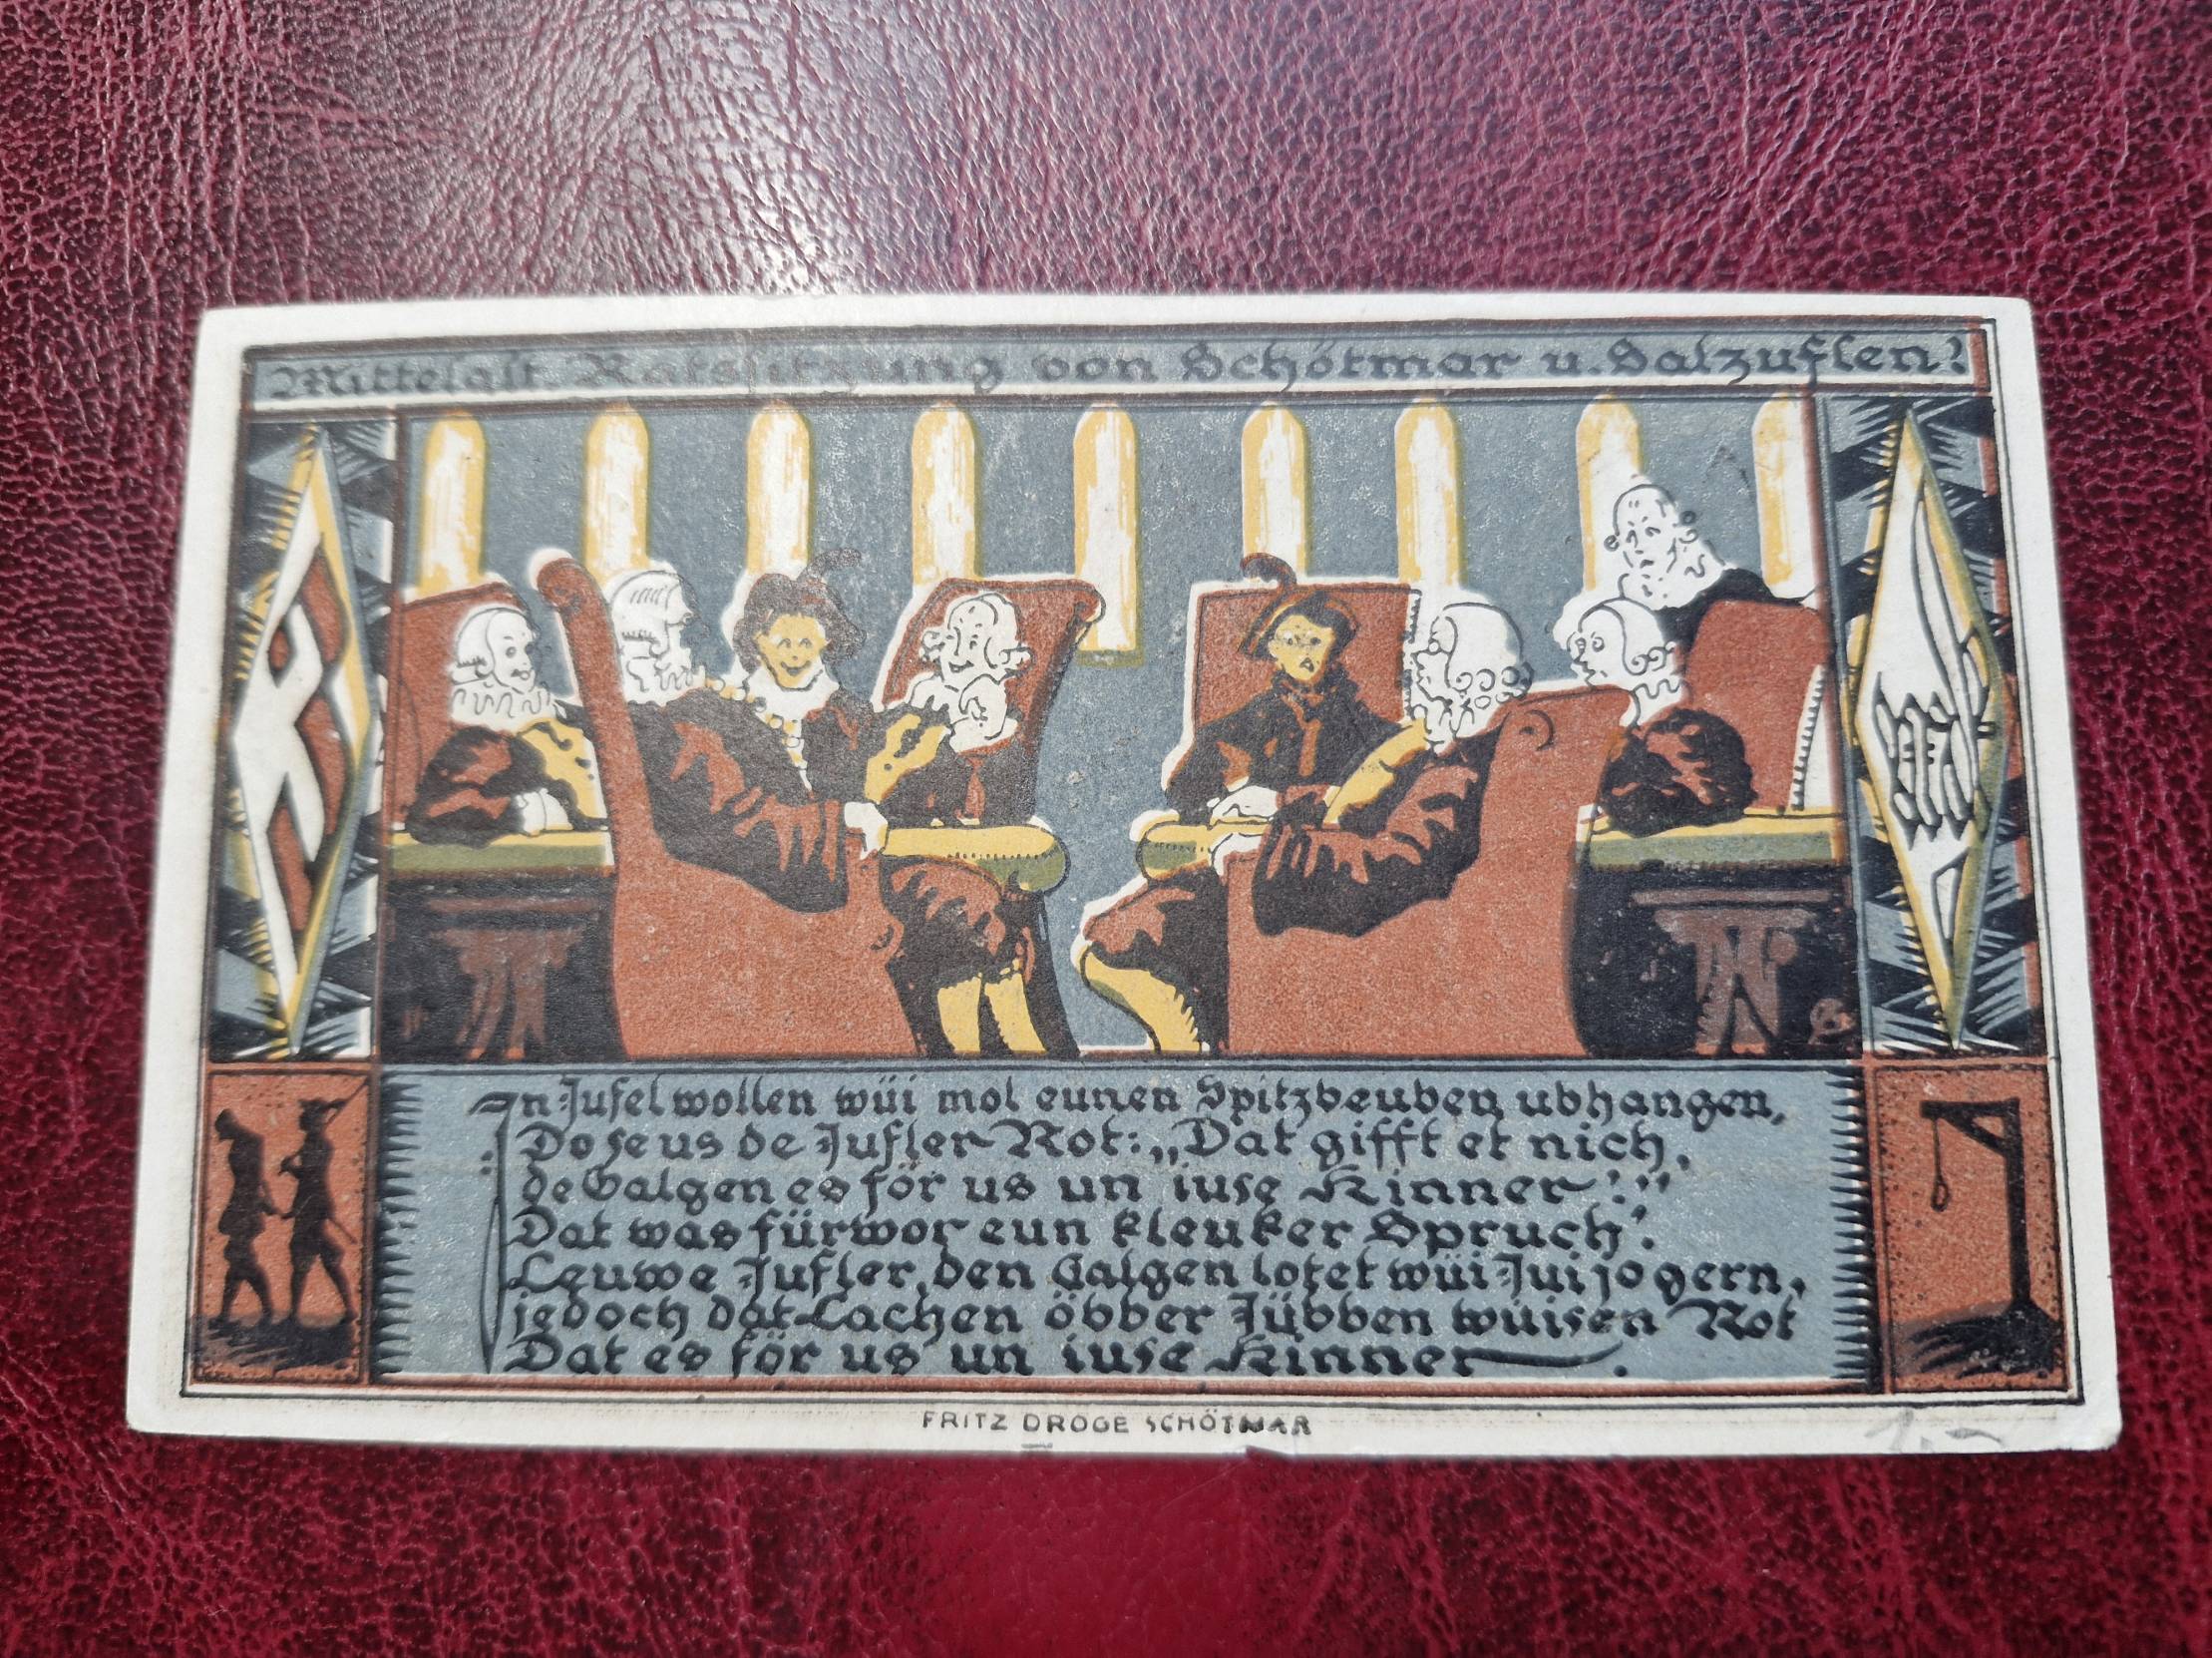 Mittelalt. Ratssitzung von Schötmar u. Salzuflen!
In Jufel wollen wüi mol eunen Spitzbeuben ubhangen,
Do se us de Jufler Rot: „Dat gifft et nich,
de Galgen es för us un iuse Kinner!"
Dat was fürwor eun kleuker Spruch!
Leuwe Jufler, den Galgen lotet wüi Jui jo gern,
jedoch dat Lachen öbber Jübben wüisen Rot
Dat es för us un iuse Kinner.
FRITZ DROGE SCHÖTMAR